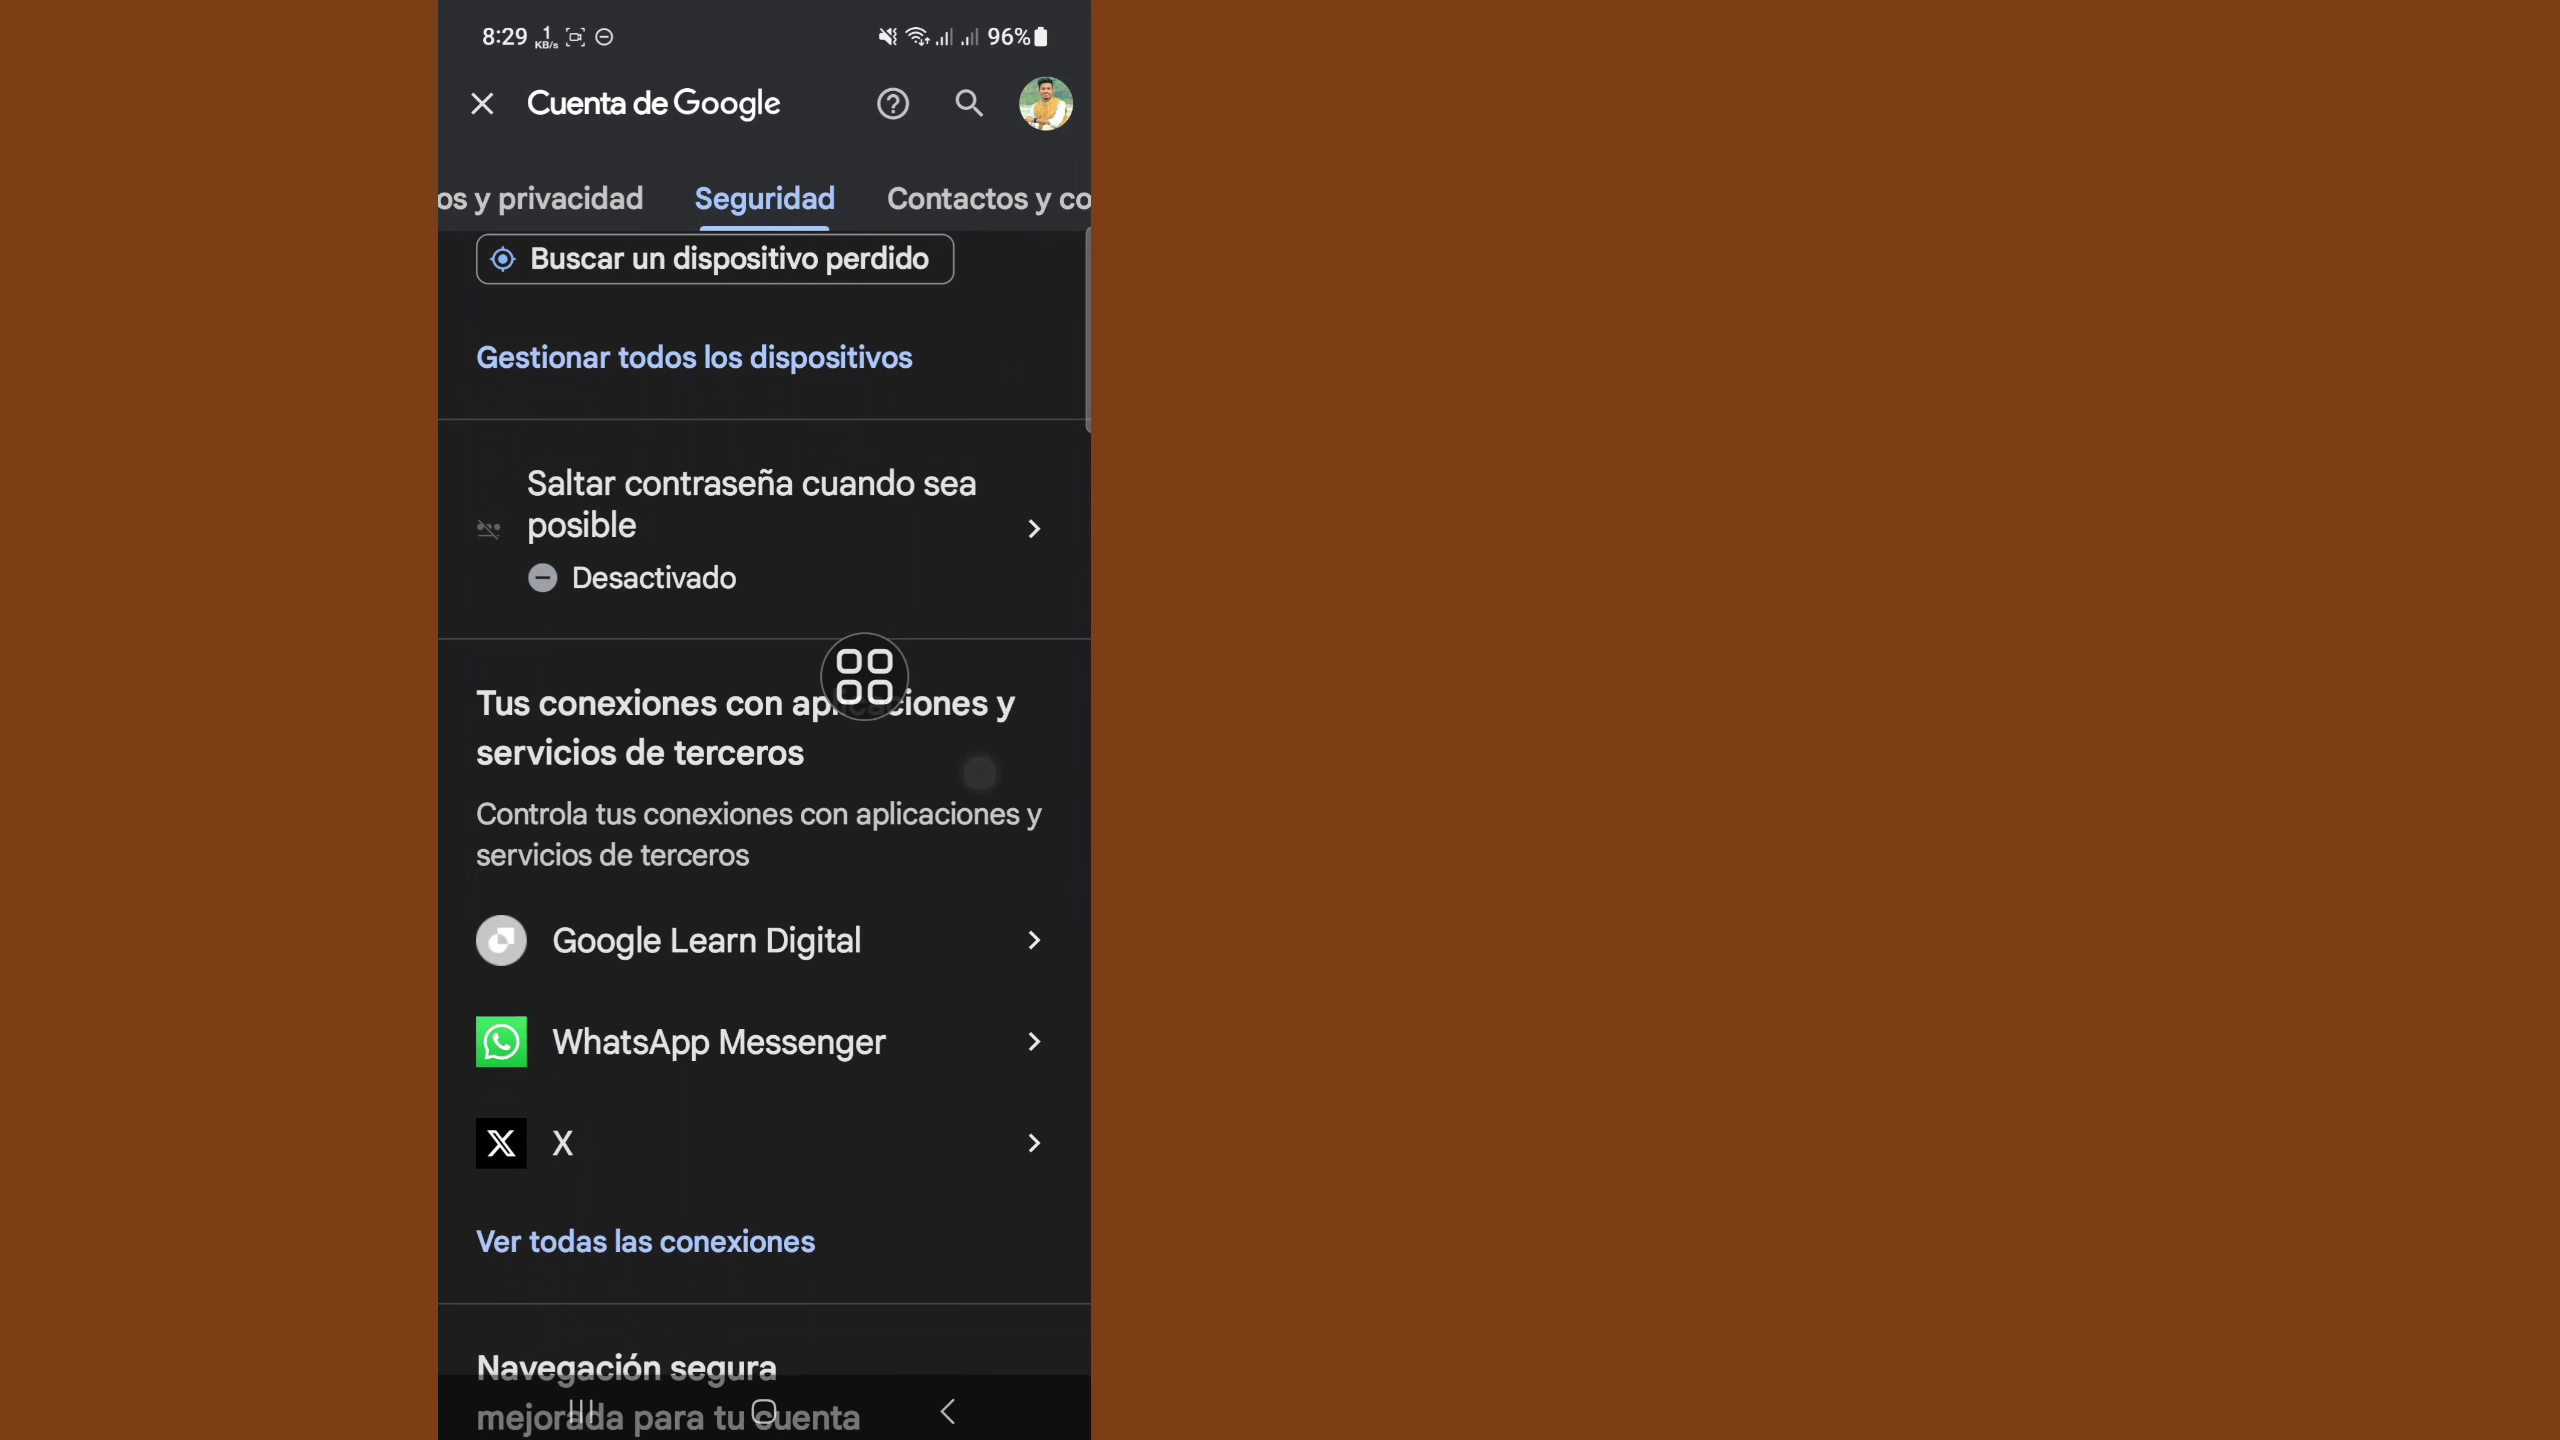 8:29 1 KB/s 96%
Cuenta de Google
os y privacidad Seguridad Contactos y co
Buscar un dispositivo perdido
Gestionar todos los dispositivos
Saltar contraseña cuando sea
posible
Desactivado
Tus conexiones con aplicaciones y
servicios de terceros
Controla tus conexiones con aplicaciones y
servicios de terceros
Google Learn Digital
WhatsApp Messenger
X
Ver todas las conexiones
Navegación segura
mejorada para tu cuenta